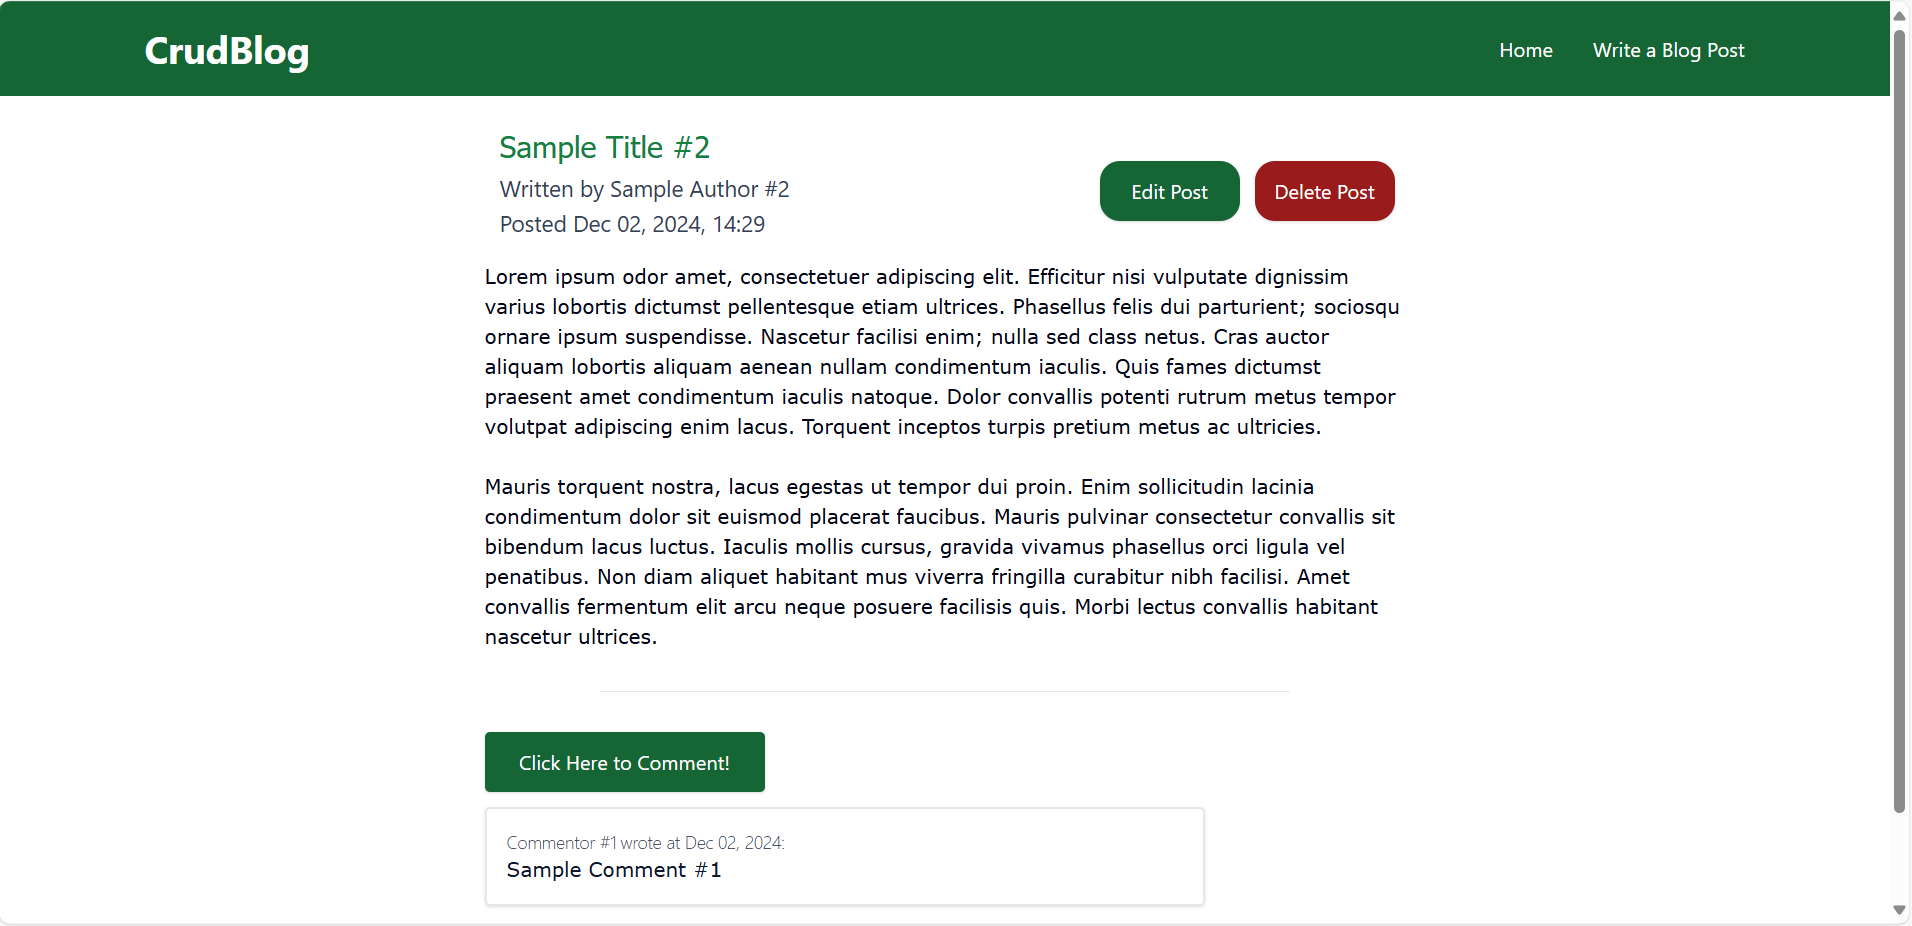 CrudBlog
Home
Write a Blog Post
Sample Title #2
Written by Sample Author #2
Posted Dec 02, 2024, 14:29
Edit Post
Delete Post
Lorem ipsum odor amet, consectetuer adipiscing elit. Efficitur nisi vulputate dignissim
varius lobortis dictumst pellentesque etiam ultrices. Phasellus felis dui parturient; sociosqu
ornare ipsum suspendisse. Nascetur facilisi enim; nulla sed class netus. Cras auctor
aliquam lobortis aliquam aenean nullam condimentum iaculis. Quis fames dictumst
praesent amet condimentum iaculis natoque. Dolor convallis potenti rutrum metus tempor
volutpat adipiscing enim lacus. Torquent inceptos turpis pretium metus ac ultricies.
Mauris torquent nostra, lacus egestas ut tempor dui proin. Enim sollicitudin lacinia
condimentum dolor sit euismod placerat faucibus. Mauris pulvinar consectetur convallis sit
bibendum lacus luctus. Iaculis mollis cursus, gravida vivamus phasellus orci ligula vel
penatibus. Non diam aliquet habitant mus viverra fringilla curabitur nibh facilisi. Amet
convallis fermentum elit arcu neque posuere facilisis quis. Morbi lectus convallis habitant
nascetur ultrices.
Click Here to Comment!
Commentor #1 wrote at Dec 02, 2024:
Sample Comment #1